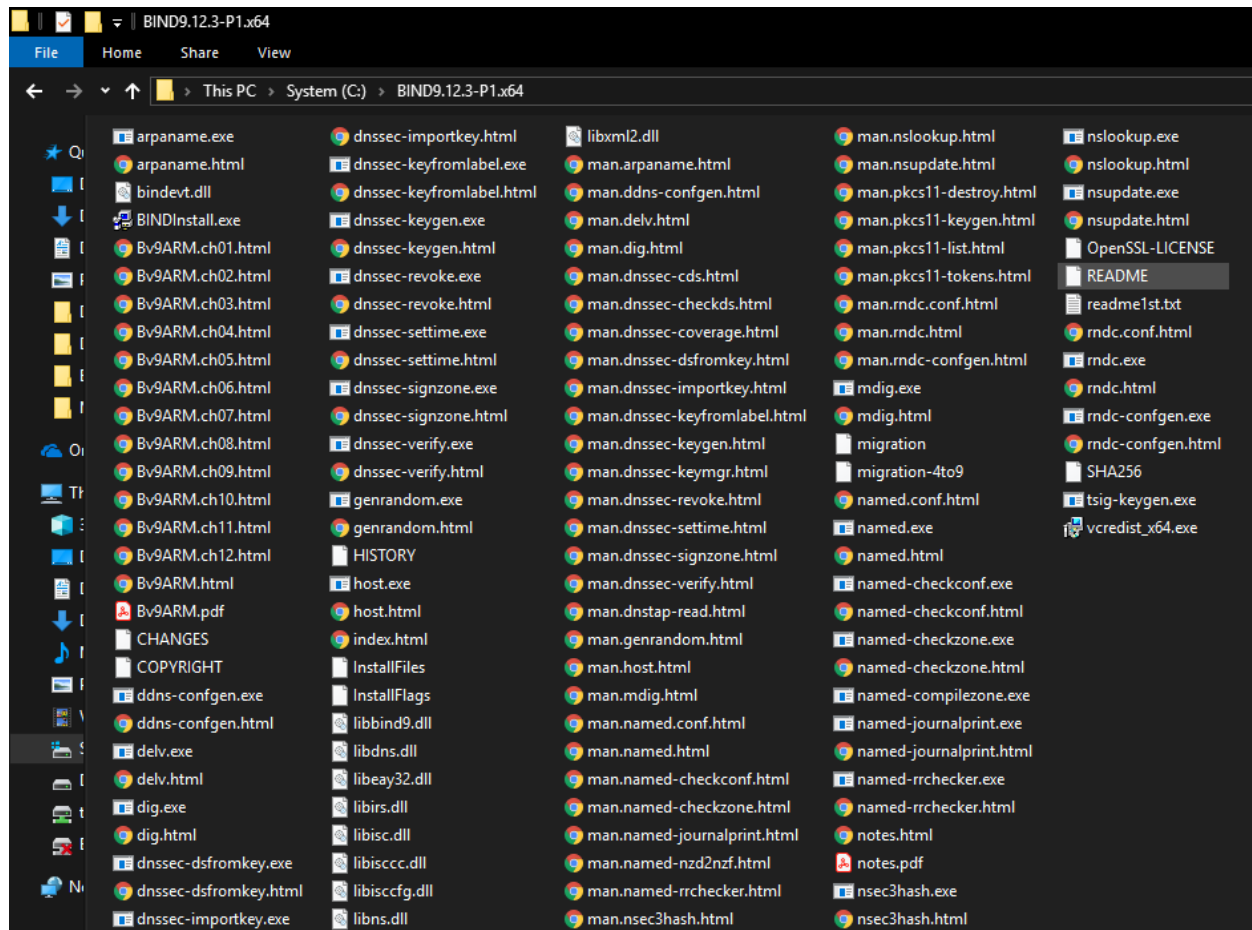 BIND9.12.3-P1.x64
File Home Share View
This PC > System (C:) > BIND9.12.3-P1.x64
arpaname.exe
arpaname.html
bindevt.dll
BINDInstall.exe
Bv9ARM.ch01.html
Bv9ARM.ch02.html
Bv9ARM.ch03.html
Bv9ARM.ch04.html
Bv9ARM.ch05.html
Bv9ARM.ch06.html
Bv9ARM.ch07.html
Bv9ARM.ch08.html
Bv9ARM.ch09.html
Bv9ARM.ch10.html
Bv9ARM.ch11.html
Bv9ARM.ch12.html
Bv9ARM.html
Bv9ARM.pdf
CHANGES
COPYRIGHT
ddns-confgen.exe
ddns-confgen.html
delv.exe
delv.html
dig.exe
dig.html
dnssec-dsfromkey.exe
dnssec-dsfromkey.html
dnssec-importkey.exe
dnssec-importkey.html
dnssec-keyfromlabel.exe
dnssec-keyfromlabel.html
dnssec-keygen.exe
dnssec-keygen.html
dnssec-revoke.exe
dnssec-revoke.html
dnssec-settime.exe
dnssec-settime.html
dnssec-signzone.exe
dnssec-signzone.html
dnssec-verify.exe
dnssec-verify.html
genrandom.exe
genrandom.html
HISTORY
host.exe
host.html
index.html
InstallFiles
InstallFlags
libbind9.dll
libdns.dll
libeay32.dll
libirs.dll
libisc.dll
libisccc.dll
libisccfg.dll
libns.dll
libxml2.dll
man.arpaname.html
man.ddns-confgen.html
man.delv.html
man.dig.html
man.dnssec-cds.html
man.dnssec-checkds.html
man.dnssec-coverage.html
man.dnssec-dsfromkey.html
man.dnssec-importkey.html
man.dnssec-keyfromlabel.html
man.dnssec-keygen.html
man.dnssec-keymgr.html
man.dnssec-revoke.html
man.dnssec-settime.html
man.dnssec-signzone.html
man.dnssec-verify.html
man.dnstap-read.html
man.genrandom.html
man.host.html
man.mdig.html
man.named.conf.html
man.named.html
man.named-checkconf.html
man.named-checkzone.html
man.named-journalprint.html
man.named-nzd2nzf.html
man.named-rrchecker.html
man.nsec3hash.html
man.nslookup.html
man.nsupdate.html
man.pkcs11-destroy.html
man.pkcs11-keygen.html
man.pkcs11-list.html
man.pkcs11-tokens.html
man.rndc.conf.html
man.rndc.html
man.rndc-confgen.html
mdig.exe
mdig.html
migration
migration-4to9
named.conf.html
named.exe
named.html
named-checkconf.exe
named-checkconf.html
named-checkzone.exe
named-checkzone.html
named-compilezone.exe
named-journalprint.exe
named-journalprint.html
named-rrchecker.exe
named-rrchecker.html
notes.html
notes.pdf
nsec3hash.exe
nsec3hash.html
nslookup.exe
nslookup.html
nsupdate.exe
nsupdate.html
OpenSSL-LICENSE
README
readme1st.txt
rndc.conf.html
rndc.exe
rndc.html
rndc-confgen.exe
rndc-confgen.html
SHA256
tsig-keygen.exe
vcredist_x64.exe